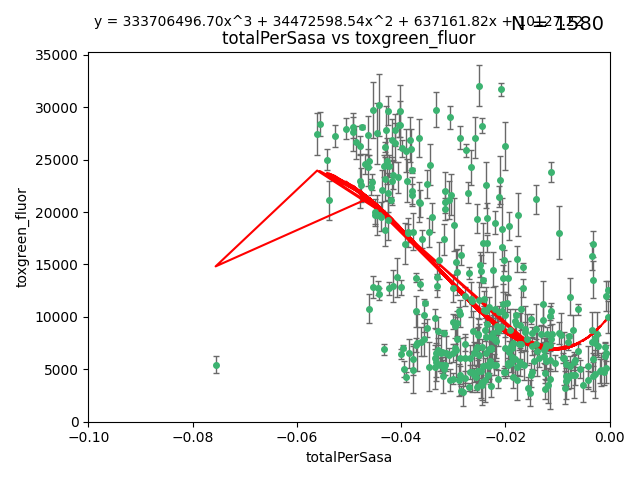 y = 333706496.70x^3 + 34472598.54x^2 + 637161.82x +
N = 1580
totalPerSasa vs toxgreen_fluor
35000
30000
25000
20000
15000
10000
5000
0
toxgreen_fluor
−0.10 −0.08 −0.06 −0.04 −0.02 0.00
totalPerSasa